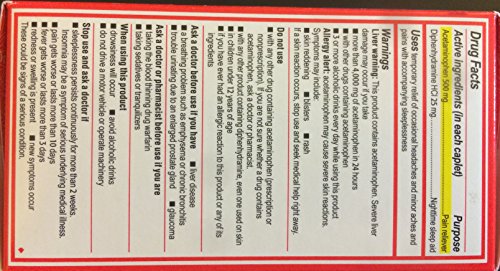 Drug Facts
Active ingredients (in each caplet) Purpose
Acetaminophen 500 mg Pain reliever
Diphenhydramine HCl 25 mg Nighttime sleep aid
Uses temporary relief of occasional headaches and minor aches and
pains with accompanying sleeplessness
Warnings
Liver warning: This product contains acetaminophen. Severe liver
damage may occur if you take
■ more than 4,000 mg of acetaminophen in 24 hours
■ with other drugs containing acetaminophen
■ 3 or more alcoholic drinks every day while using this product
Allergy alert: acetaminophen may cause severe skin reactions.
Symptoms may include:
■ skin reddening ■ blisters ■ rash
If a skin reaction occurs, stop use and seek medical help right away.
Do not use
■ with any other drug containing acetaminophen (prescription or
nonprescription). If you are not sure whether a drug contains
acetaminophen, ask a doctor or pharmacist.
■ with any other product containing diphenhydramine, even one used on skin
■ in children under 12 years of age
■ if you have ever had an allergic reaction to this product or any of its
ingredients
Ask a doctor before use if you have ■ liver disease
■ a breathing problem such as emphysema or chronic bronchitis
■ trouble urinating due to an enlarged prostate gland ■ glaucoma
Ask a doctor or pharmacist before use if you are
■ taking the blood thinning drug warfarin
■ taking sedatives or tranquilizers
When using this product
■ drowsiness will occur ■ avoid alcoholic drinks
■ do not drive a motor vehicle or operate machinery
Stop use and ask a doctor if
■ sleeplessness persists continuously for more than 2 weeks.
Insomnia may be a symptom of serious underlying medical illness.
■ pain gets worse or lasts more than 10 days
■ fever gets worse or lasts more than 3 days
■ redness or swelling is present ■ new symptoms occur
These could be signs of a serious condition.